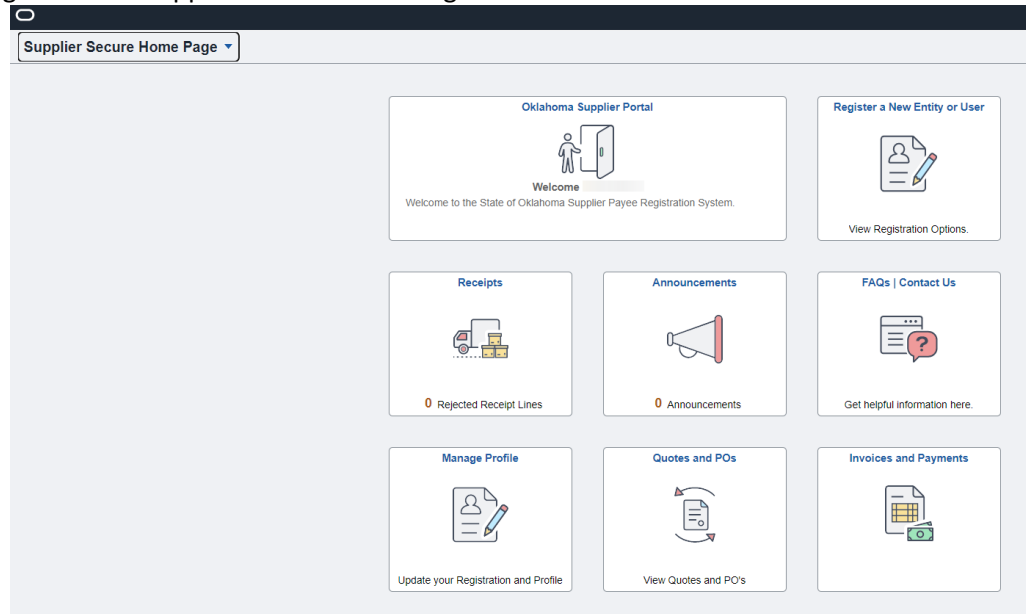 Supplier Secure Home Page
Oklahoma Supplier Portal
Welcome
Welcome to the State of Oklahoma Supplier Payee Registration System.
Register a New Entity or User
View Registration Options.
Receipts
0 Rejected Receipt Lines
Announcements
0 Announcements
FAQs | Contact Us
?
Get helpful information here.
Manage Profile
Update your Registration and Profile
Quotes and POs
View Quotes and PO's
Invoices and Payments